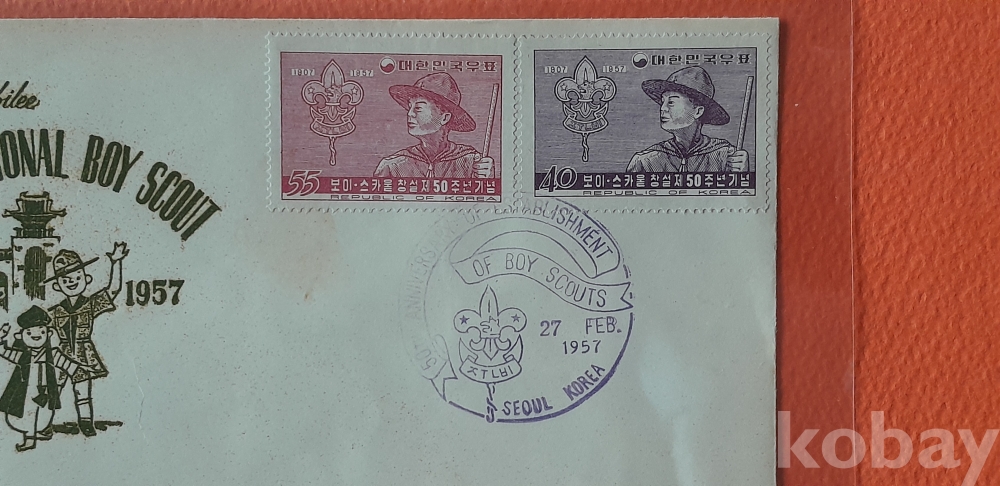 bilee
IONAL BOY SCOUT
1957
1907 1957
대한민국우표
55 보이·스카울 창설제50주년기념
REPUBLIC OF KOREA
1907 1957
대한민국우표
40 보이·스카울 창설제50주년기념
REPUBLIC OF KOREA
ESTABLISHMENT
OF BOY SCOUTS
27 FEB.
1957
SEOUL KOREA
kobay